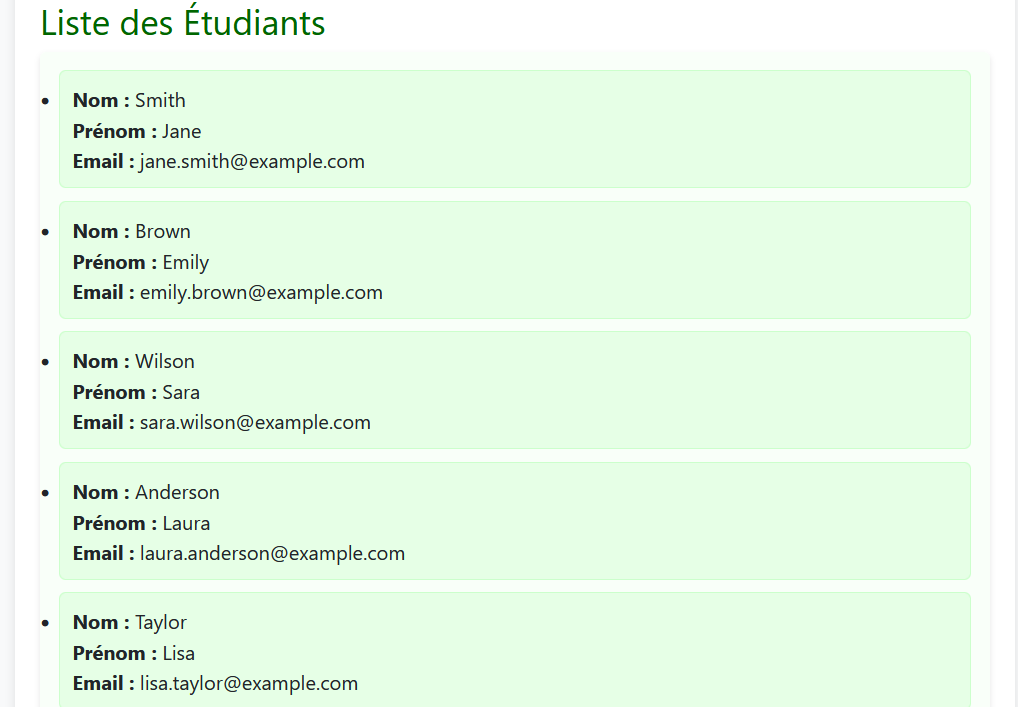 Liste des Étudiants
Nom : Smith
Prénom : Jane
Email : jane.smith@example.com
Nom : Brown
Prénom : Emily
Email : emily.brown@example.com
Nom : Wilson
Prénom : Sara
Email : sara.wilson@example.com
Nom : Anderson
Prénom : Laura
Email : laura.anderson@example.com
Nom : Taylor
Prénom : Lisa
Email : lisa.taylor@example.com